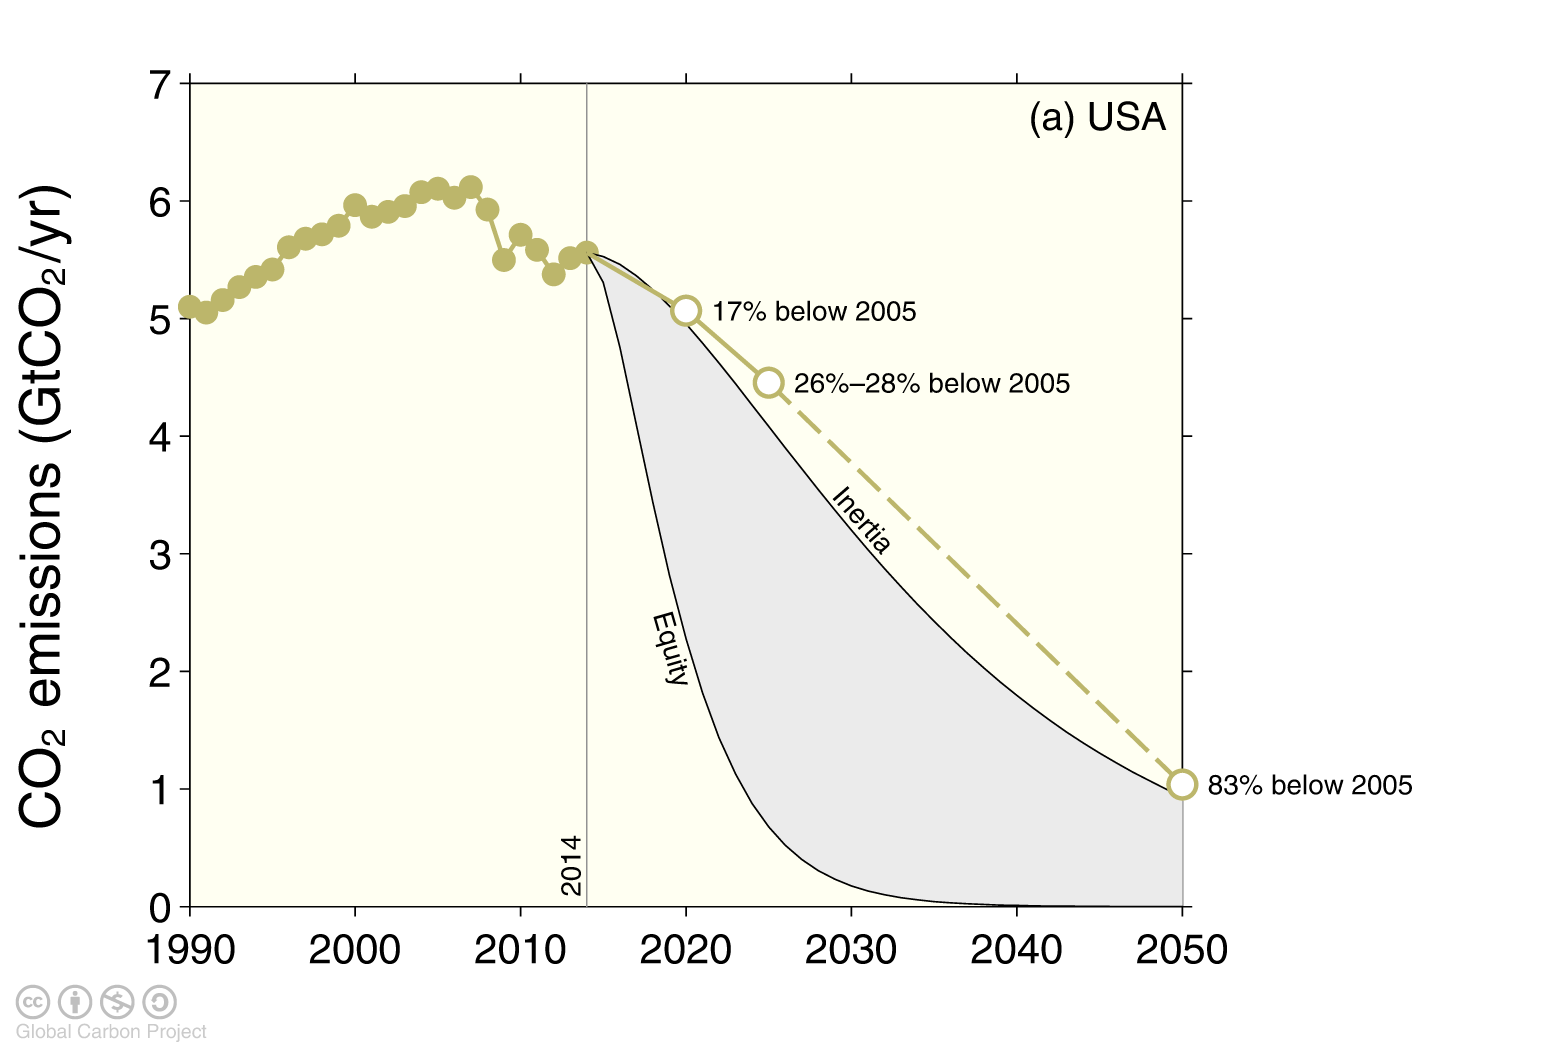 (a) USA
CO₂ emissions (GtCO₂/yr)
7
6
5
4
3
2
1
0
17% below 2005
26%–28% below 2005
Inertia
Equity
83% below 2005
2014
1990 2000 2010 2020 2030 2040 2050
cc
Global Carbon Project